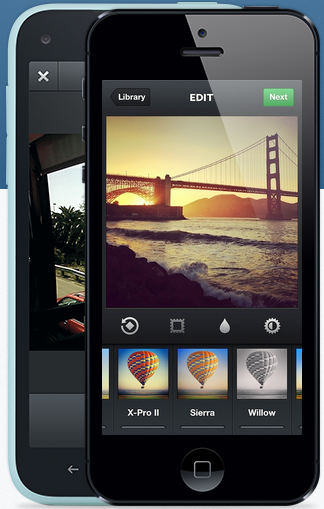 Library
EDIT
Next
X-Pro II
Sierra
Willow